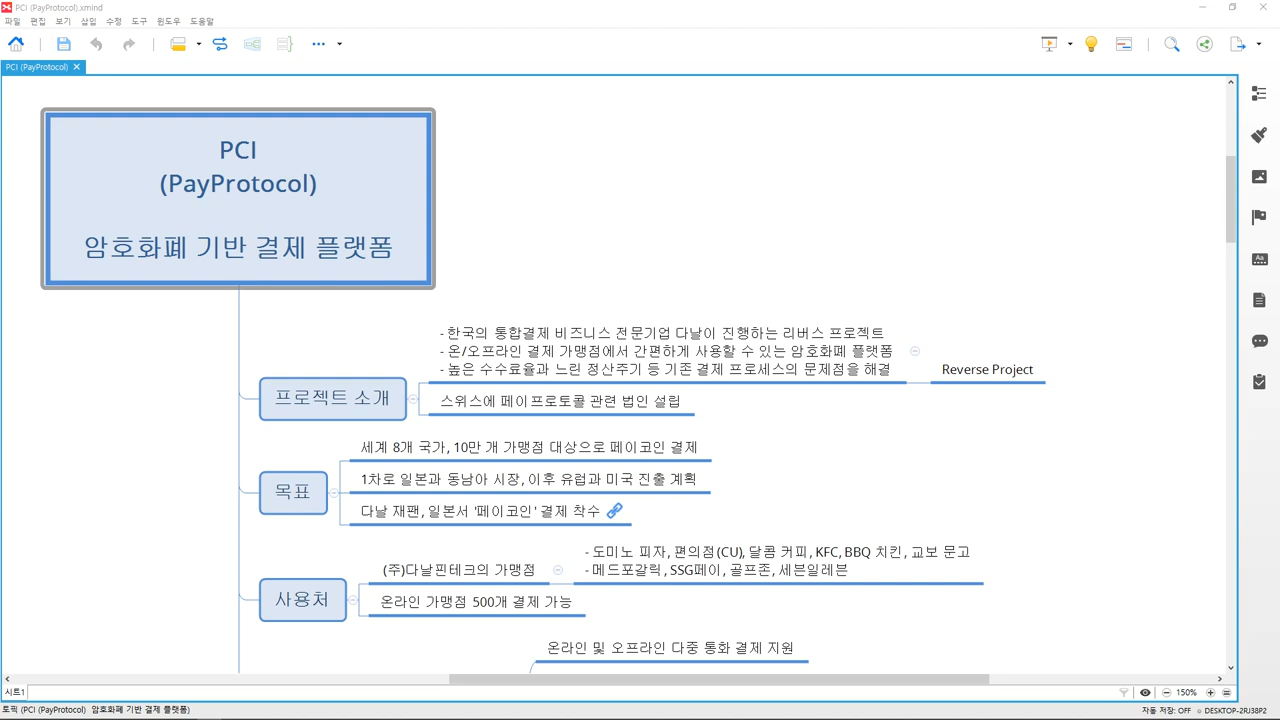 PCI (PayProtocol).xmind
파일 편집 보기 삽입 수정 도구 윈도우 도움말
PCI (PayProtocol)
PCI
(PayProtocol)
암호화폐 기반 결제 플랫폼
- 한국의 통합결제 비즈니스 전문기업 다날이 진행하는 리버스 프로젝트
- 온/오프라인 결제 가맹점에서 간편하게 사용할 수 있는 암호화폐 플랫폼
- 높은 수수료율과 느린 정산주기 등 기존 결제 프로세스의 문제점을 해결
Reverse Project
프로젝트 소개
스위스에 페이프로토콜 관련 법인 설립
세계 8개 국가, 10만 개 가맹점 대상으로 페이코인 결제
목표
1차로 일본과 동남아 시장, 이후 유럽과 미국 진출 계획
다날 재팬, 일본서 '페이코인' 결제 착수
- 도미노 피자, 편의점(CU), 달콤 커피, KFC, BBQ 치킨, 교보 문고
(주)다날핀테크의 가맹점
- 메드포갈릭, SSG페이, 골프존, 세븐일레븐
사용처
온라인 가맹점 500개 결제 가능
온라인 및 오프라인 다중 통화 결제 지원
시트1
150%
토픽 (PCI (PayProtocol) 암호화폐 기반 결제 플랫폼)
자동 저장: OFF
DESKTOP-2RJ38P2
Aa